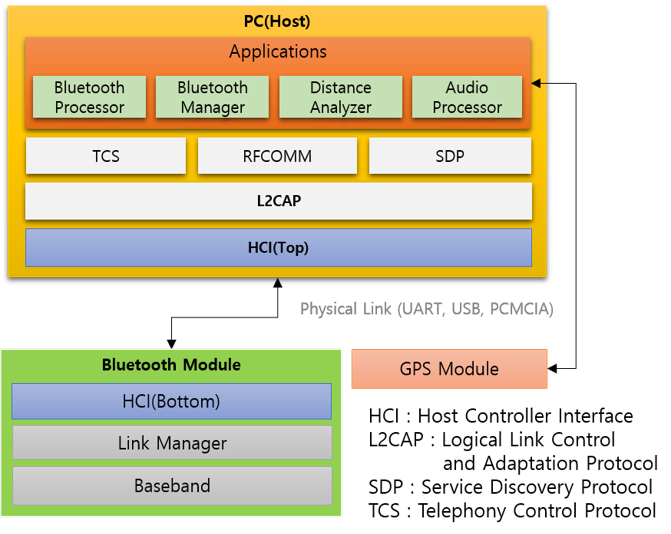 PC(Host)
Applications
Bluetooth
Processor
Bluetooth
Manager
Distance
Analyzer
Audio
Processor
TCS
RFCOMM
SDP
L2CAP
HCI(Top)
Physical Link (UART, USB, PCMCIA)
Bluetooth Module
HCI(Bottom)
Link Manager
Baseband
GPS Module
HCI : Host Controller Interface
L2CAP : Logical Link Control
and Adaptation Protocol
SDP : Service Discovery Protocol
TCS : Telephony Control Protocol